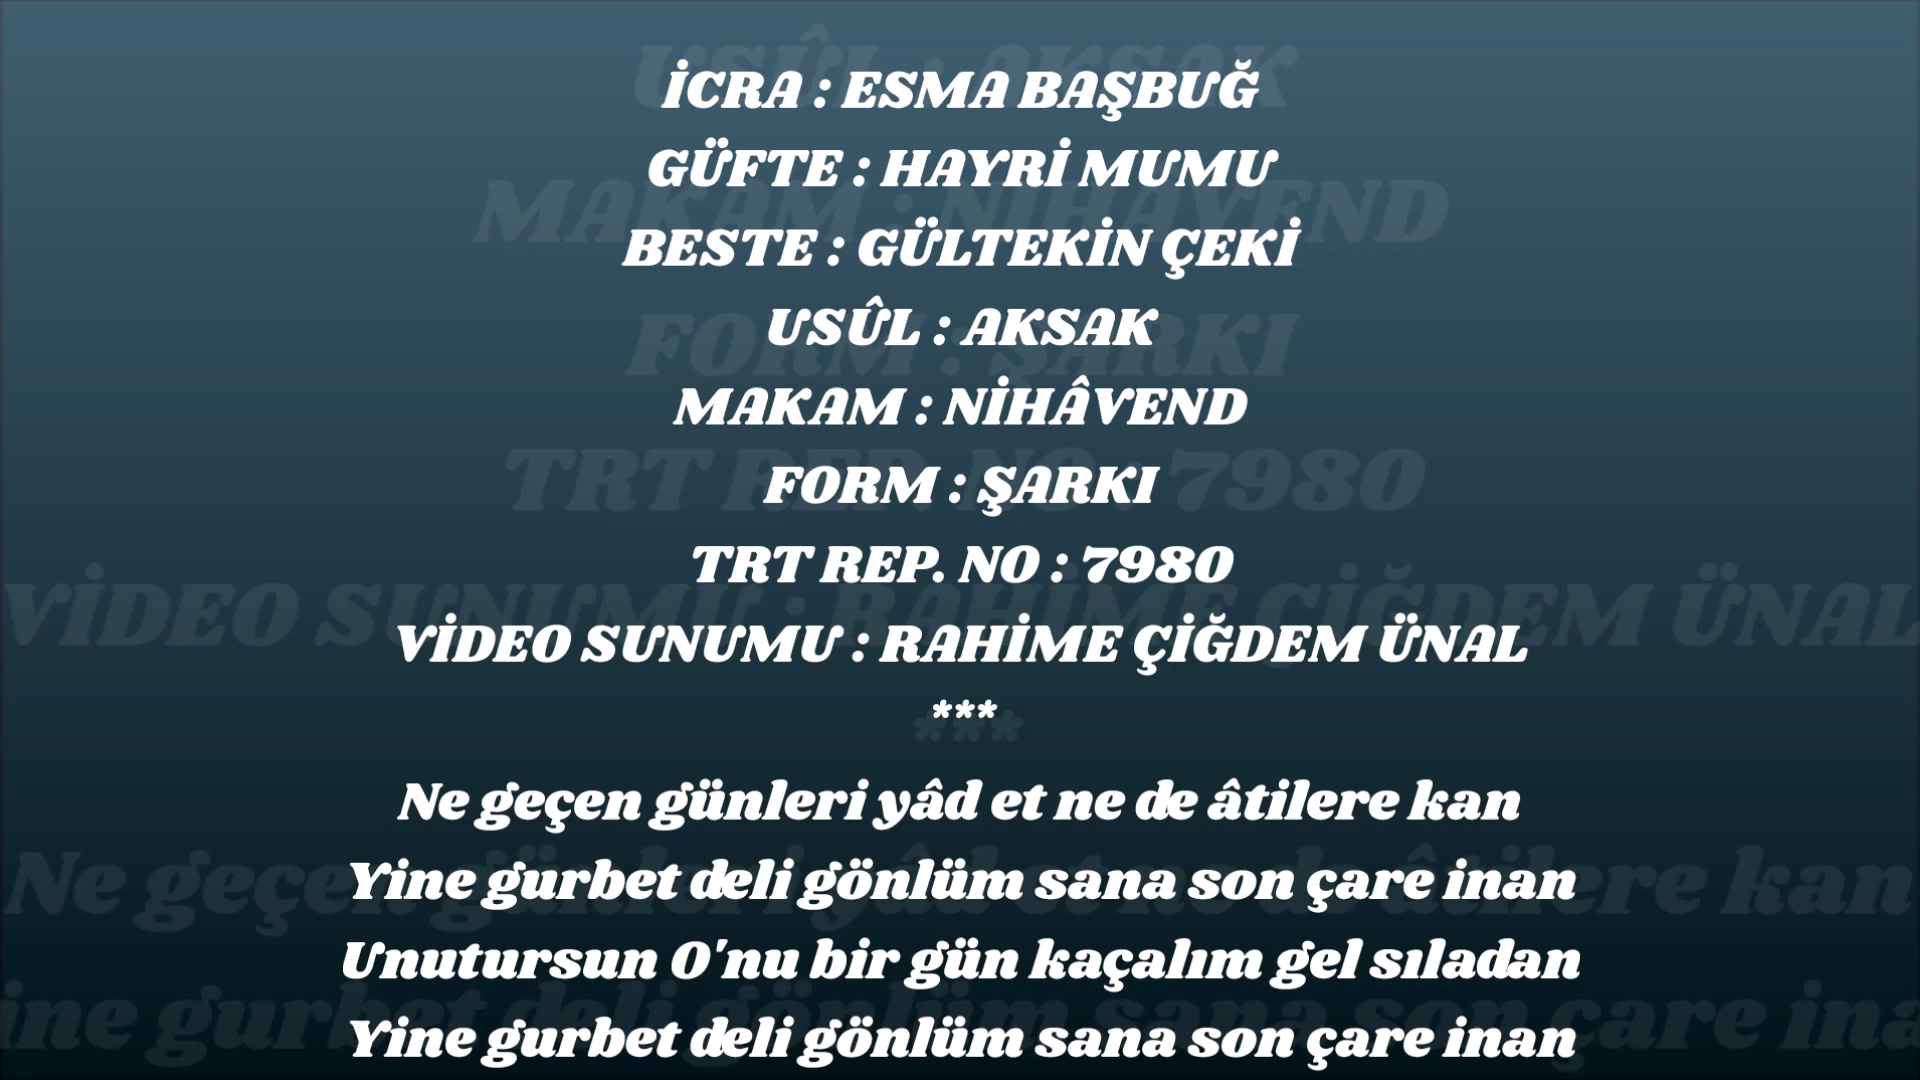 İCRA : ESMA BAŞBUĞ
GÜFTE : HAYRİ MUMU
BESTE : GÜLTEKİN ÇEKİ
USÛL : AKSAK
MAKAM : NİHÂVEND
FORM : ŞARKI
TRT REP. NO : 7980
VİDEO SUNUMU : RAHİME ÇİĞDEM ÜNAL
***
Ne geçen günleri yâd et ne de âtilere kan
Yine gurbet deli gönlüm sana son çare inan
Unutursun O'nu bir gün kaçalım gel sıladan
Yine gurbet deli gönlüm sana son çare inan